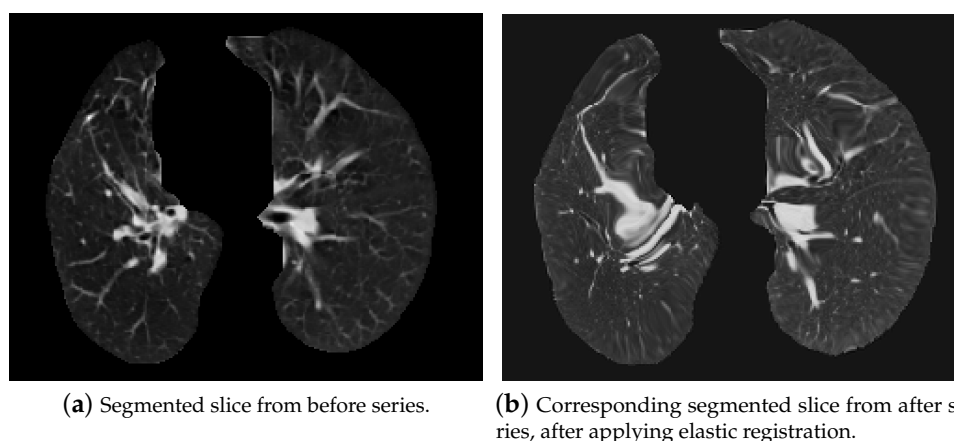 (a) Segmented slice from before series.
(b) Corresponding segmented slice from after s
ries, after applying elastic registration.